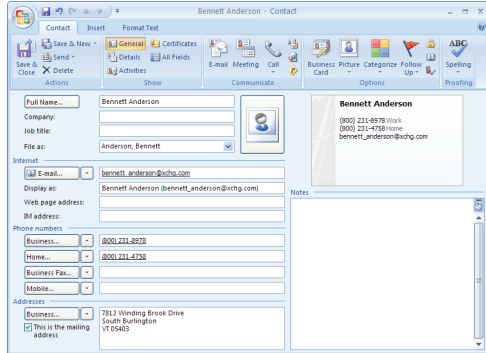 Bennett Anderson - Contact
Contact Insert Format Text
Save & Close
Save & New
Send
Delete
Actions
General
Details
Activities
Certificates
All Fields
Show
E-mail Meeting Call
Communicate
Business Card
Picture
Categorize
Follow Up
Options
ABC
Spelling
Proofing
Full Name... Bennett Anderson
Company:
Job title:
File as: Anderson, Bennett
Internet
E-mail... bennett_anderson@xchg.com
Display as: Bennett Anderson (bennett_anderson@xchg.com)
Web page address:
IM address:
Phone numbers
Business... (800) 231-8978
Home... (800) 231-4758
Business Fax...
Mobile...
Addresses
Business... 7812 Winding Brook Drive
South Burlington
VT 05403
This is the mailing
address
Bennett Anderson
(800) 231-8978 Work
(800) 231-4758 Home
bennett_anderson@xchg.com
Notes